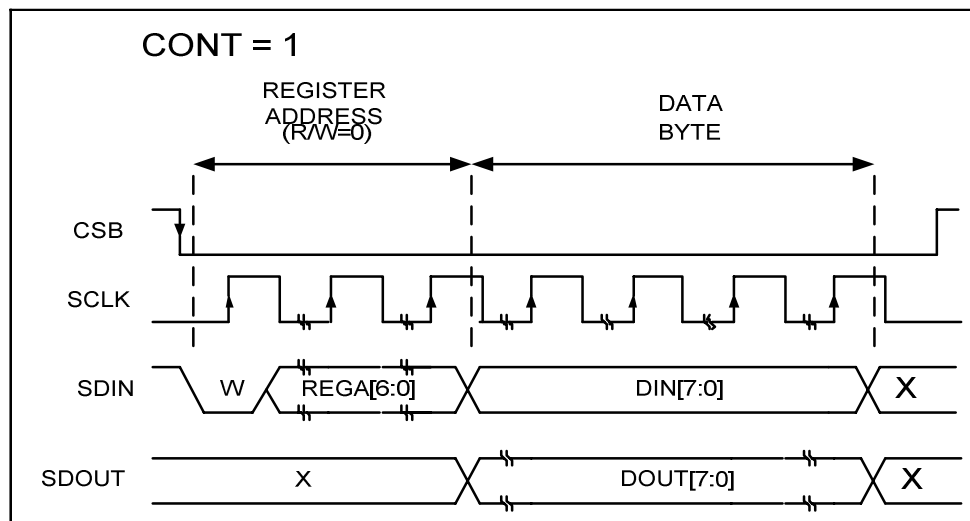 CONT = 1
REGISTER
ADDRESS
(R/W=0)
DATA
BYTE
CSB
SCLK
SDIN
W
REGA[6:0]
DIN[7:0]
X
SDOUT
X
DOUT[7:0]
X